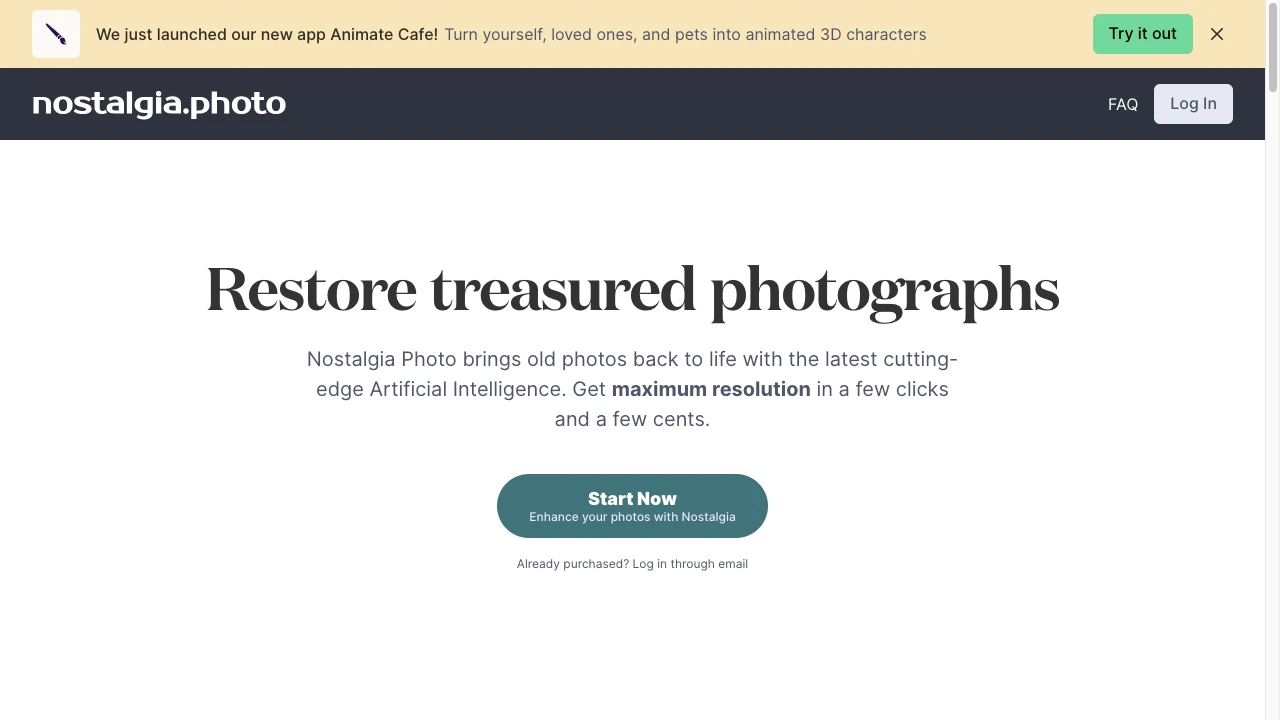 We just launched our new app Animate Cafe! Turn yourself, loved ones, and pets into animated 3D characters
Try it out
nostalgia.photo
FAQ
Log In
Restore treasured photographs
Nostalgia Photo brings old photos back to life with the latest cutting-
edge Artificial Intelligence. Get maximum resolution in a few clicks
and a few cents.
Start Now
Enhance your photos with Nostalgia
Already purchased? Log in through email